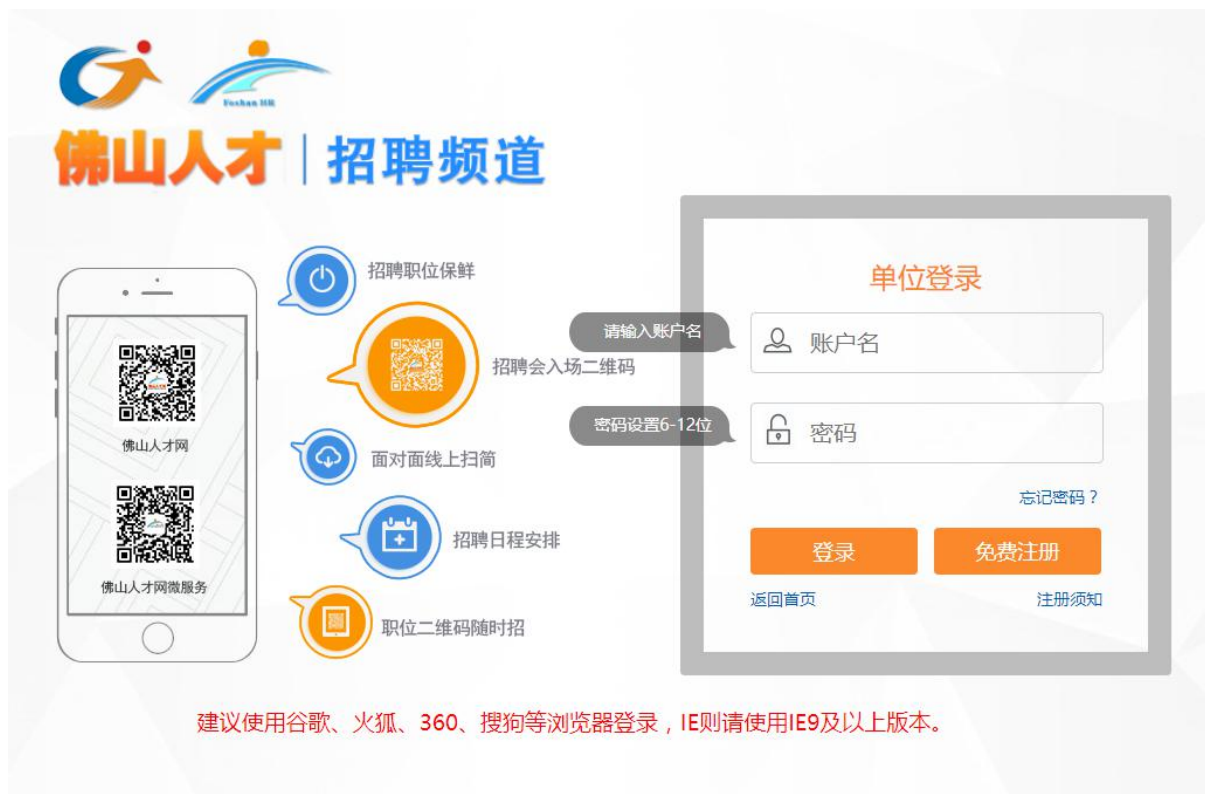 Foshan HR
佛山人才 | 招聘频道
招聘职位保鲜
招聘会入场二维码
面对面线上扫简
招聘日程安排
职位二维码随时招
佛山人才网
佛山人才网微服务
单位登录
请输入账户名
账户名
密码设置6-12位
密码
忘记密码？
登录
免费注册
返回首页
注册须知
建议使用谷歌、火狐、360、搜狗等浏览器登录，IE则请使用IE9及以上版本。